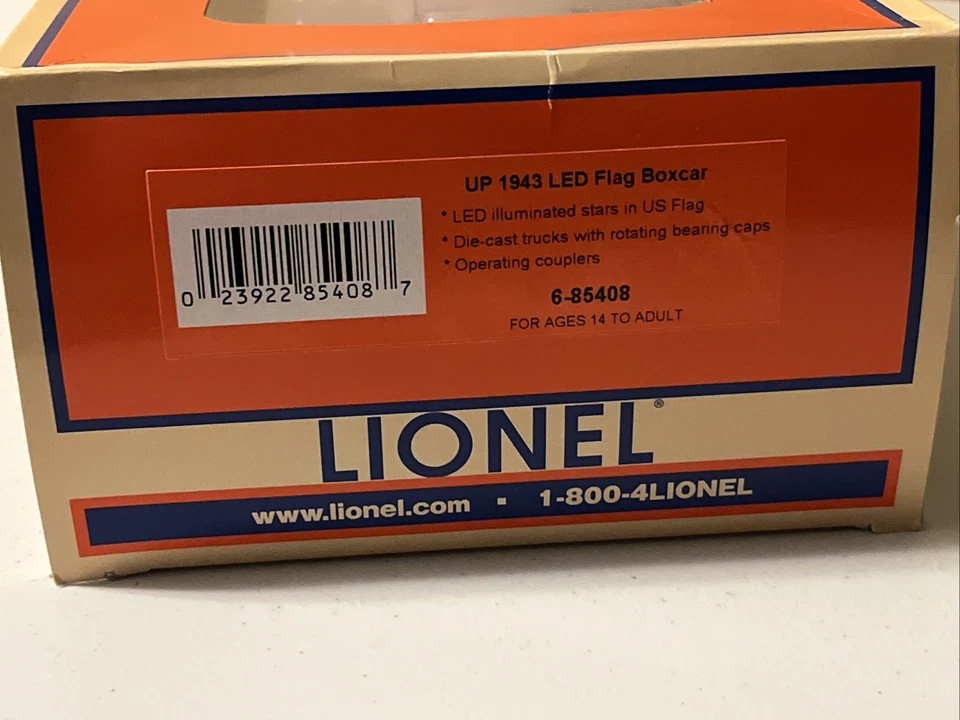 UP 1943 LED Flag Boxcar
* LED illuminated stars in US Flag
* Die-cast trucks with rotating bearing caps
* Operating couplers
6-85408
FOR AGES 14 TO ADULT
0 23922 85408 7
LIONEL®
www.lionel.com ▪ 1-800-4LIONEL